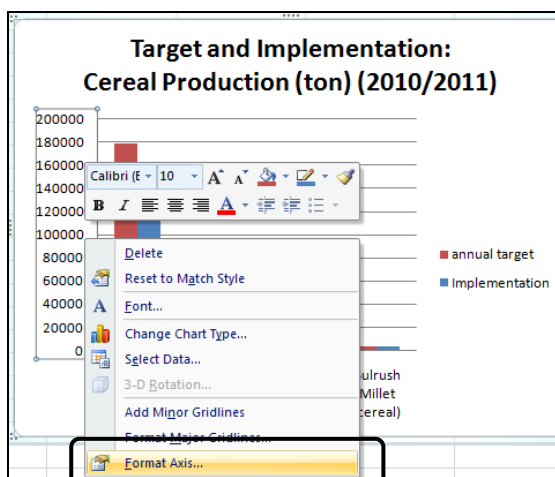 Target and Implementation:
Cereal Production (ton) (2010/2011)
200000
180000
160000
140000
120000
100000
80000
60000
40000
20000
0
Calibri (E 10 A A
B I A
Delete
Reset to Match Style
Font...
Change Chart Type...
Select Data...
3-D Rotation...
Add Minor Gridlines
Format Major Gridlines...
Format Axis...
annual target
Implementation
ulrush
Millet
cereal)